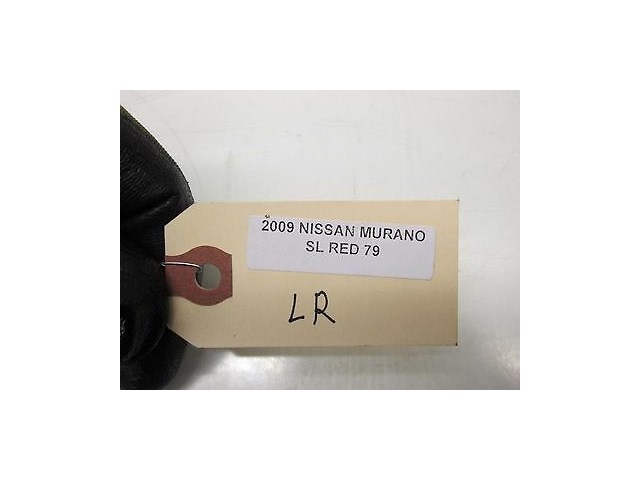 2009 NISSAN MURANO
SL RED 79
LR